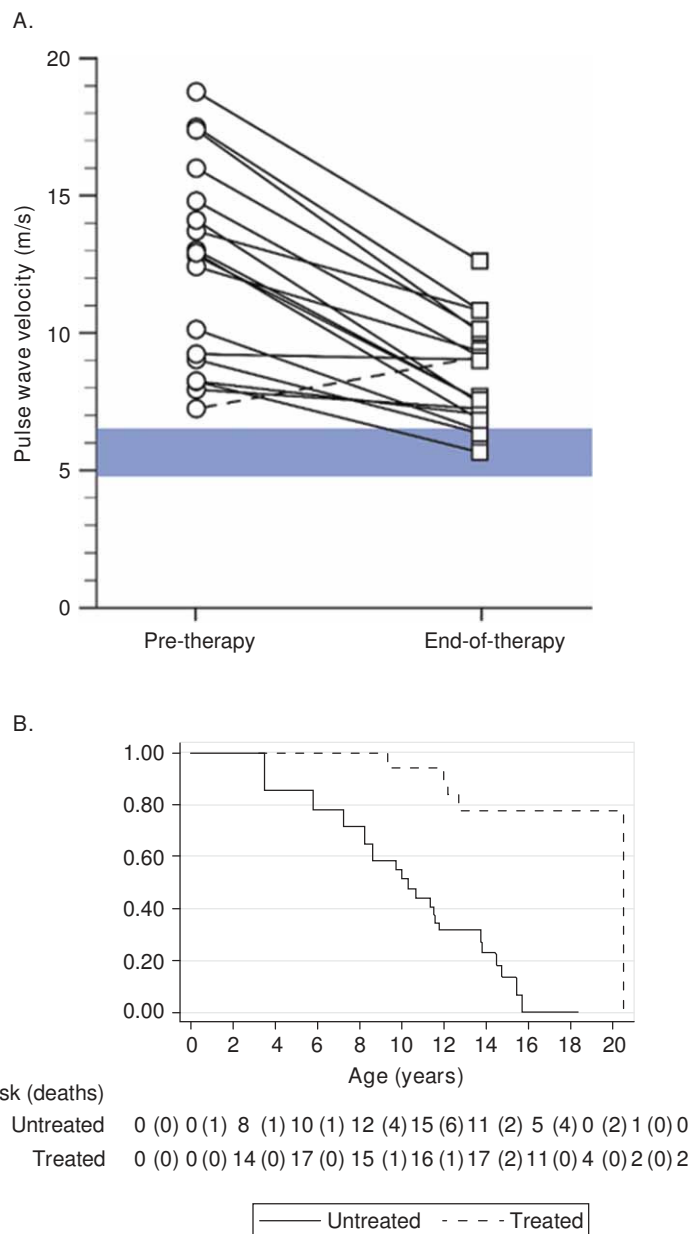 A.
20
15
10
5
0
Pulse wave velocity (m/s)
Pre-therapy End-of-therapy
B.
1.00
0.80
0.60
0.40
0.20
0.00
0 2 4 6 8 10 12 14 16 18 20
Age (years)
sk (deaths)
Untreated 0 (0) 0 (1) 8 (1) 10 (1) 12 (4) 15 (6) 11 (2) 5 (4) 0 (2) 1 (0) 0
Treated 0 (0) 0 (0) 14 (0) 17 (0) 15 (1) 16 (1) 17 (2) 11 (0) 4 (0) 2 (0) 2
Untreated Treated